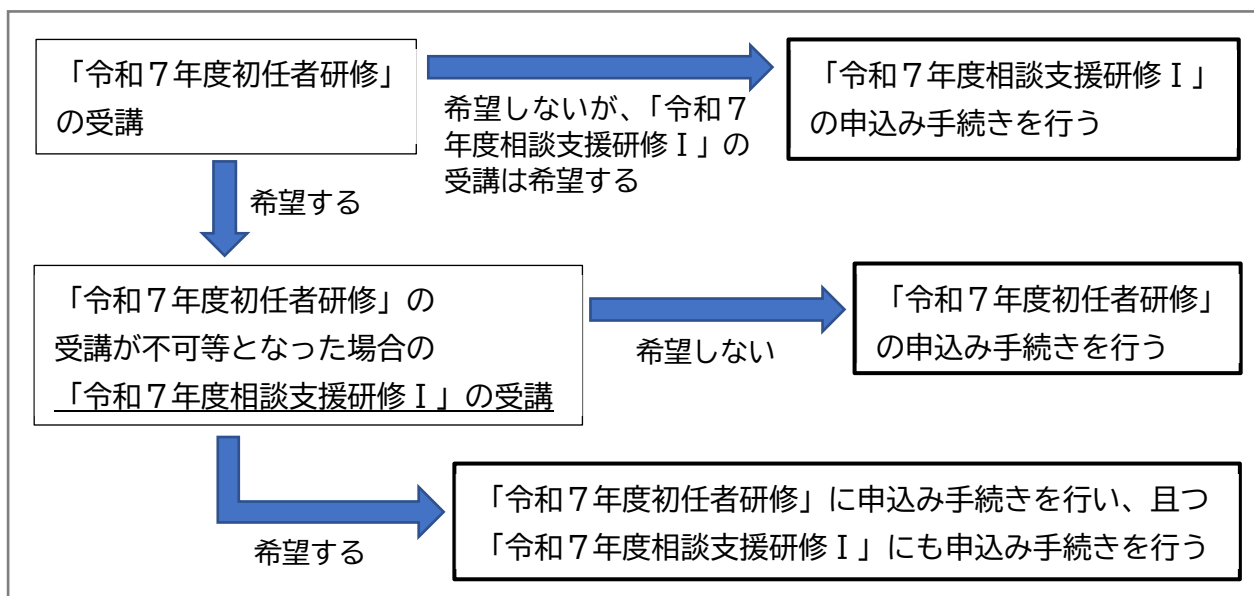 「令和７年度初任者研修」
の受講
希望しないが、「令和７
年度相談支援研修Ⅰ」の
受講は希望する
「令和７年度相談支援研修Ⅰ」
の申込み手続きを行う
希望する
「令和７年度初任者研修」の
受講が不可等となった場合の
「令和７年度相談支援研修Ⅰ」の受講
希望しない
「令和７年度初任者研修」
の申込み手続きを行う
希望する
「令和７年度初任者研修」に申込み手続きを行い、且つ
「令和７年度相談支援研修Ⅰ」にも申込み手続きを行う